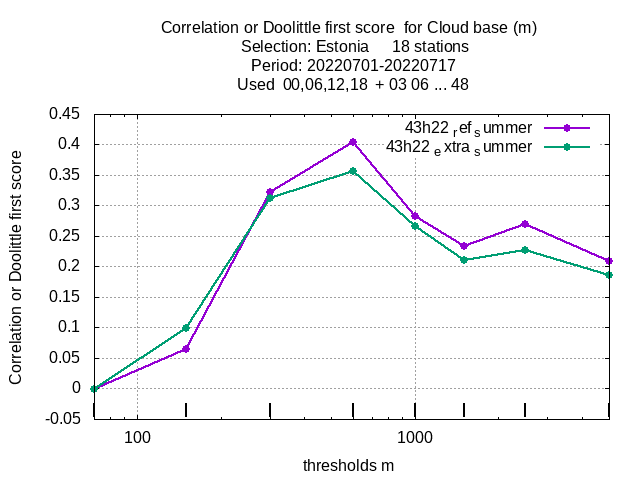 Correlation or Doolittle first score  for Cloud base (m)
Selection: Estonia     18 stations
Period: 20220701-20220717
Used  00,06,12,18  + 03 06 ... 48
43h22 ref summer
43h22 extra summer
Correlation or Doolittle first score
0.45
0.4
0.35
0.3
0.25
0.2
0.15
0.1
0.05
0
-0.05
100 1000
thresholds m